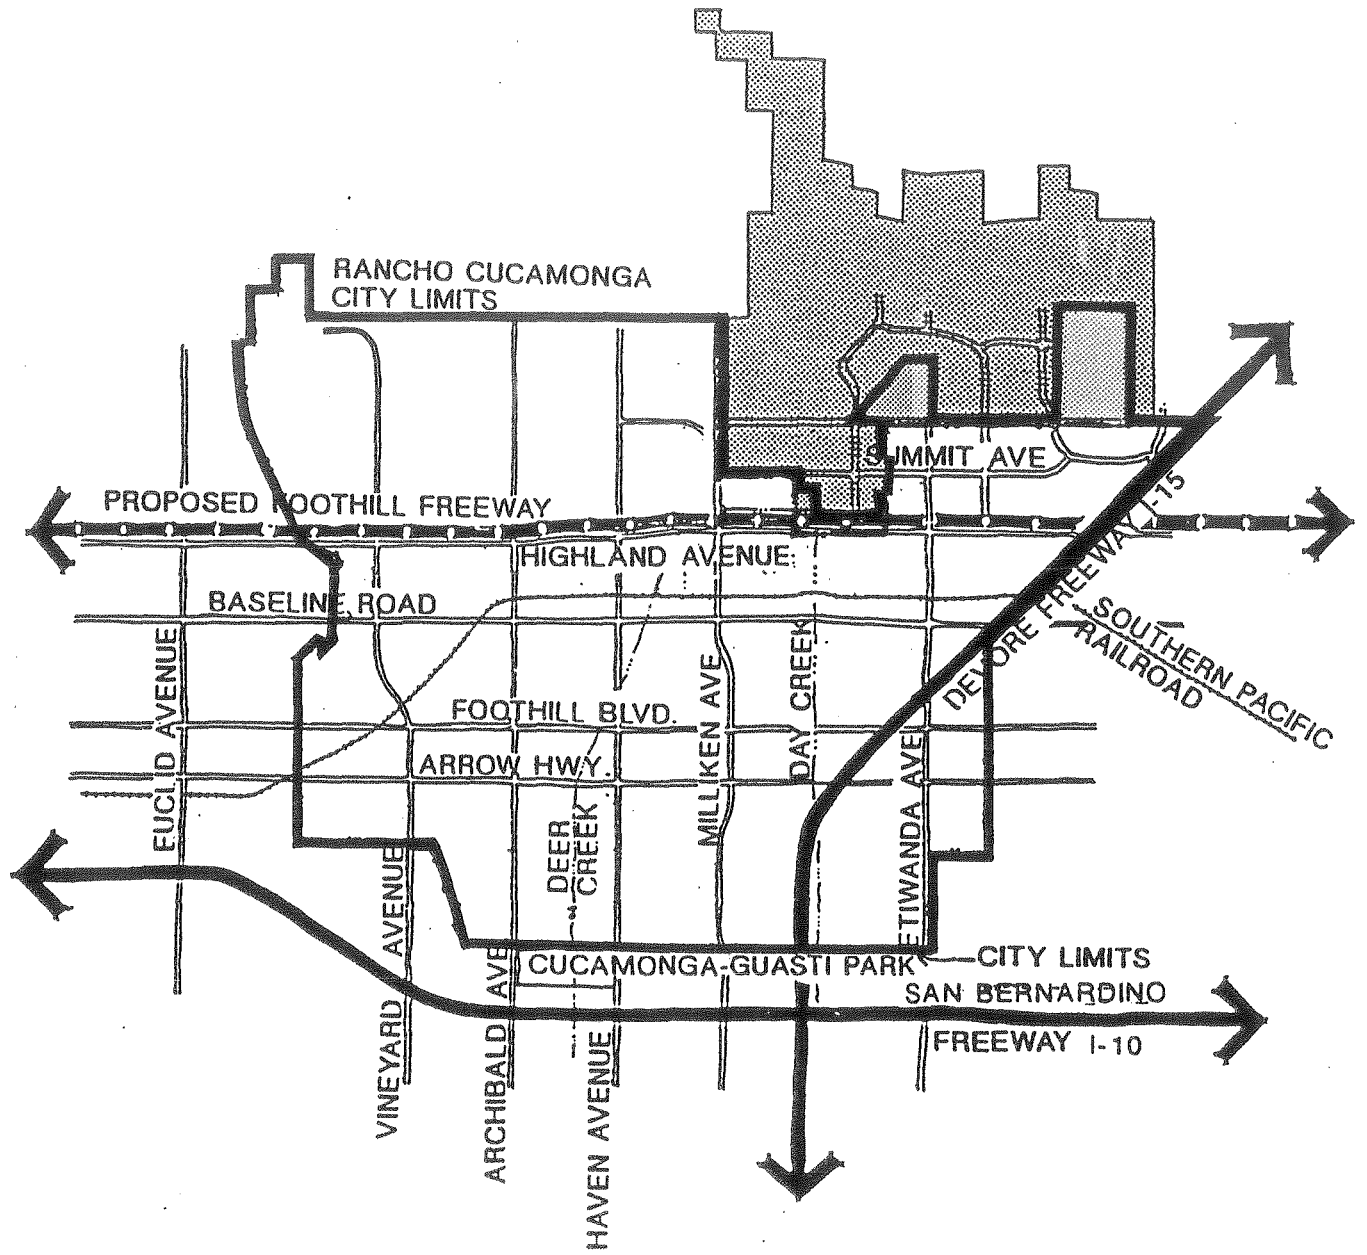 RANCHO CUCAMONGA
CITY LIMITS
SUMMIT AVE
PROPOSED FOOTHILL FREEWAY
HIGHLAND AVENUE
BASELINE ROAD
DEVORE FREEWAY I-15
SOUTHERN PACIFIC
RAILROAD
EUCLID AVENUE
FOOTHILL BLVD.
MILLIKEN AVE
DAY CREEK
ARROW HWY.
ETIWANDA AVE
DEER
CREEK
VINEYARD AVENUE
ARCHIBALD AVE
HAVEN AVENUE
CUCAMONGA-GUASTI PARK
CITY LIMITS
SAN BERNARDINO
FREEWAY I-10